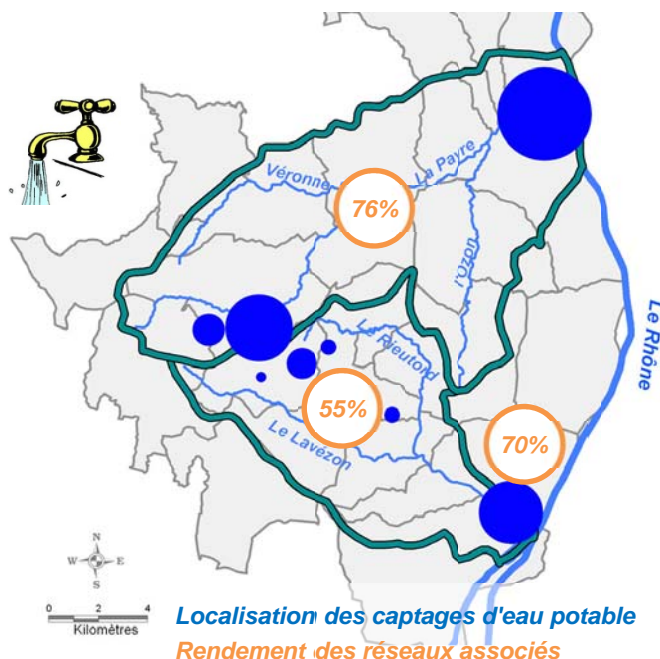 Véronne
La Payre
76%
l'Ozon
Le Rhône
Le Rieutord
55%
Le Lavézon
70%
N
W E
S
0 2 4
Kilomètres
Localisation des captages d'eau potable
Rendement des réseaux associés